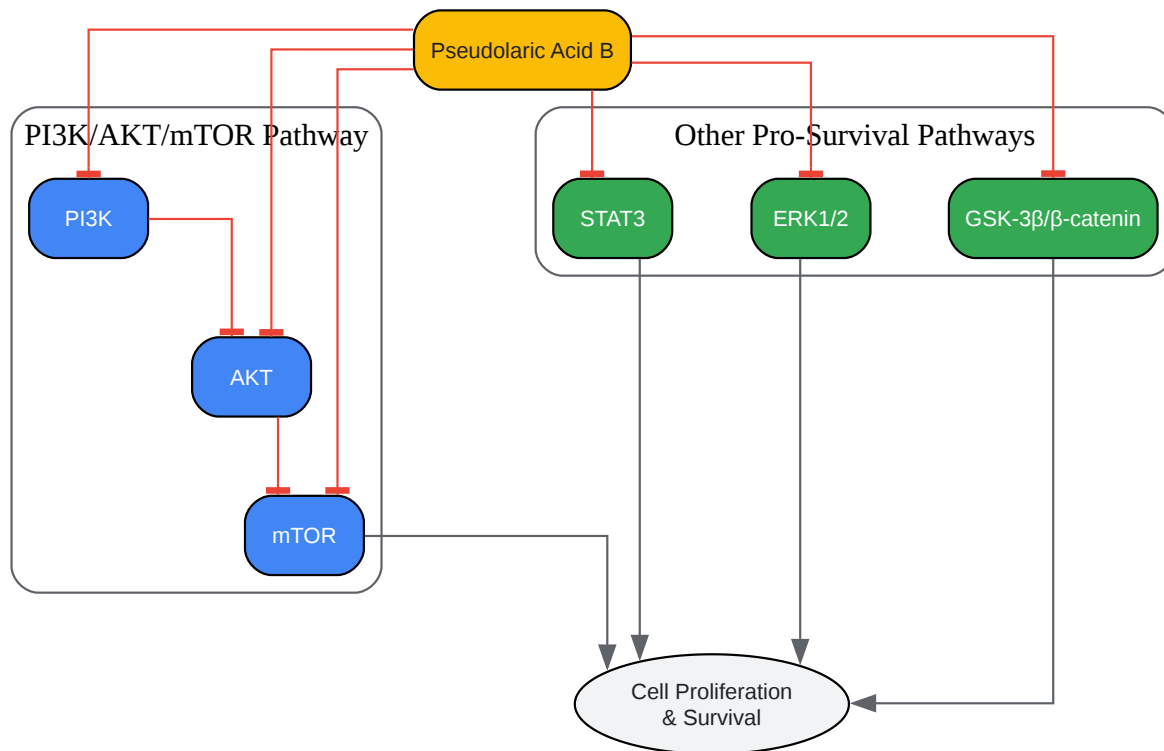 Pseudolaric Acid B
PI3K/AKT/mTOR Pathway
Other Pro-Survival Pathways
PI3K
STAT3
ERK1/2
GSK-3β/β-catenin
AKT
mTOR
Cell Proliferation
& Survival